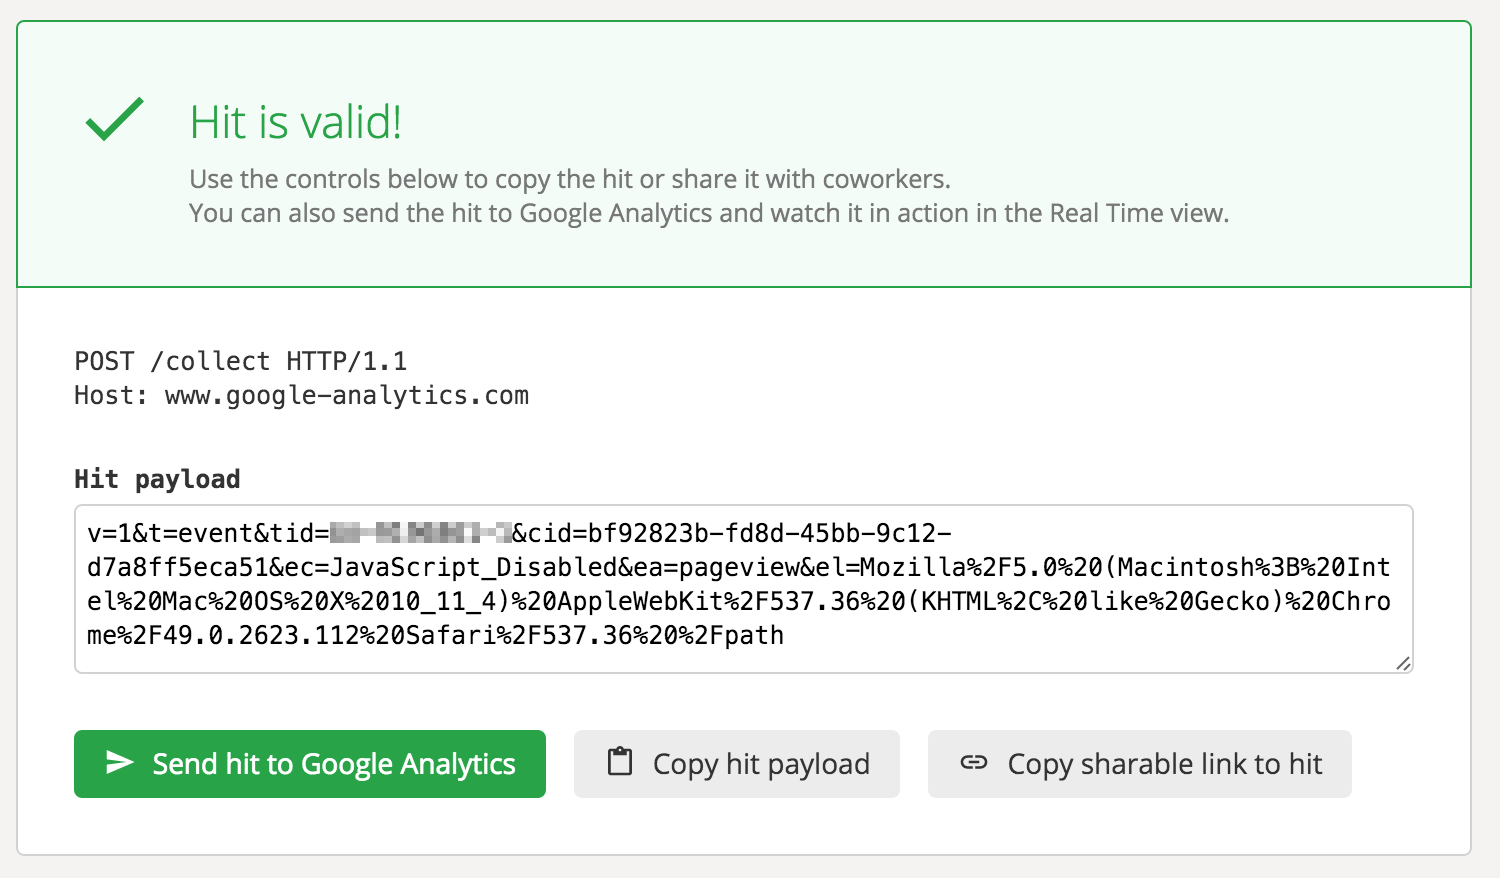 Hit is valid!
Use the controls below to copy the hit or share it with coworkers.
You can also send the hit to Google Analytics and watch it in action in the Real Time view.
POST /collect HTTP/1.1
Host: www.google-analytics.com
Hit payload
v=1&t=event&tid=&cid=bf92823b-fd8d-45bb-9c12-
d7a8ff5eca51&ec=JavaScript_Disabled&ea=pageview&el=Mozilla%2F5.0%20(Macintosh%3B%20Int
el%20Mac%20OS%20X%2010_11_4)%20AppleWebKit%2F537.36%20(KHTML%2C%20like%20Gecko)%20Chro
me%2F49.0.2623.112%20Safari%2F537.36%20%2Fpath
Send hit to Google Analytics
Copy hit payload
Copy sharable link to hit